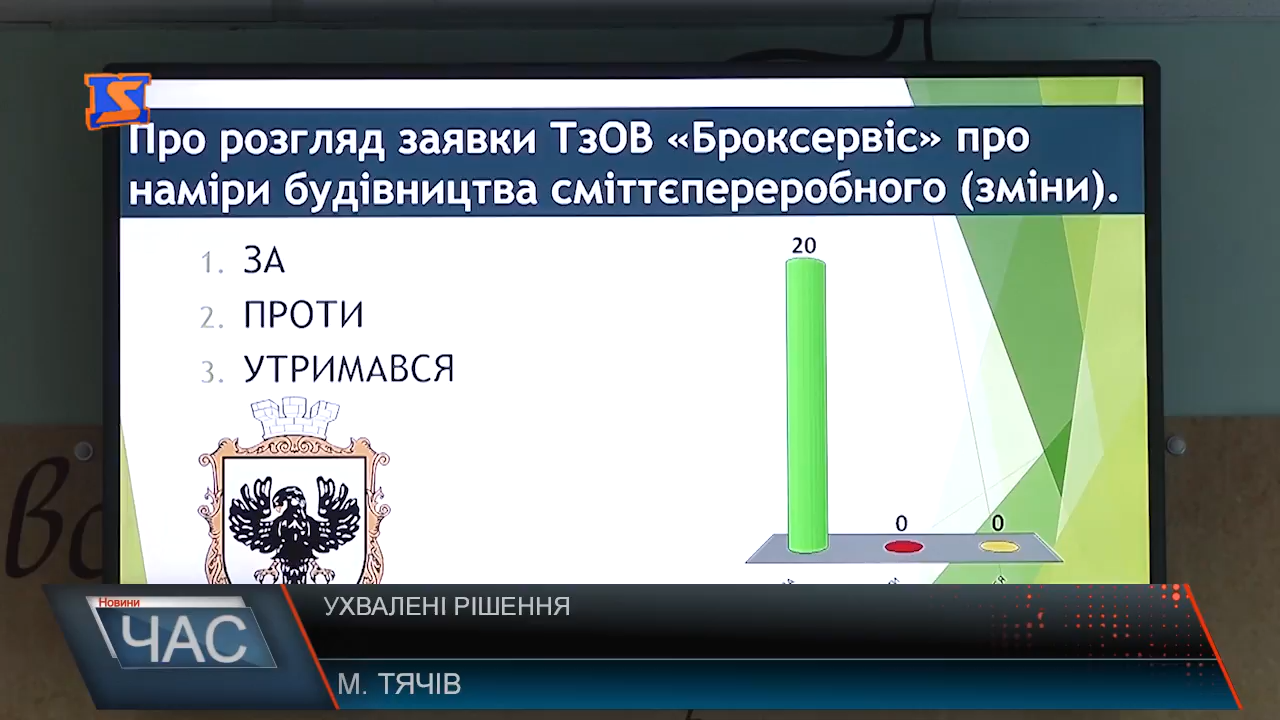 Про розгляд заявки ТзОВ «Броксервіс» про
наміри будівництва сміттєпереробного (зміни).
1. ЗА
2. ПРОТИ
3. УТРИМАВСЯ
20
0
0
Новини
ЧАС
УХВАЛЕНІ РІШЕННЯ
М. ТЯЧІВ